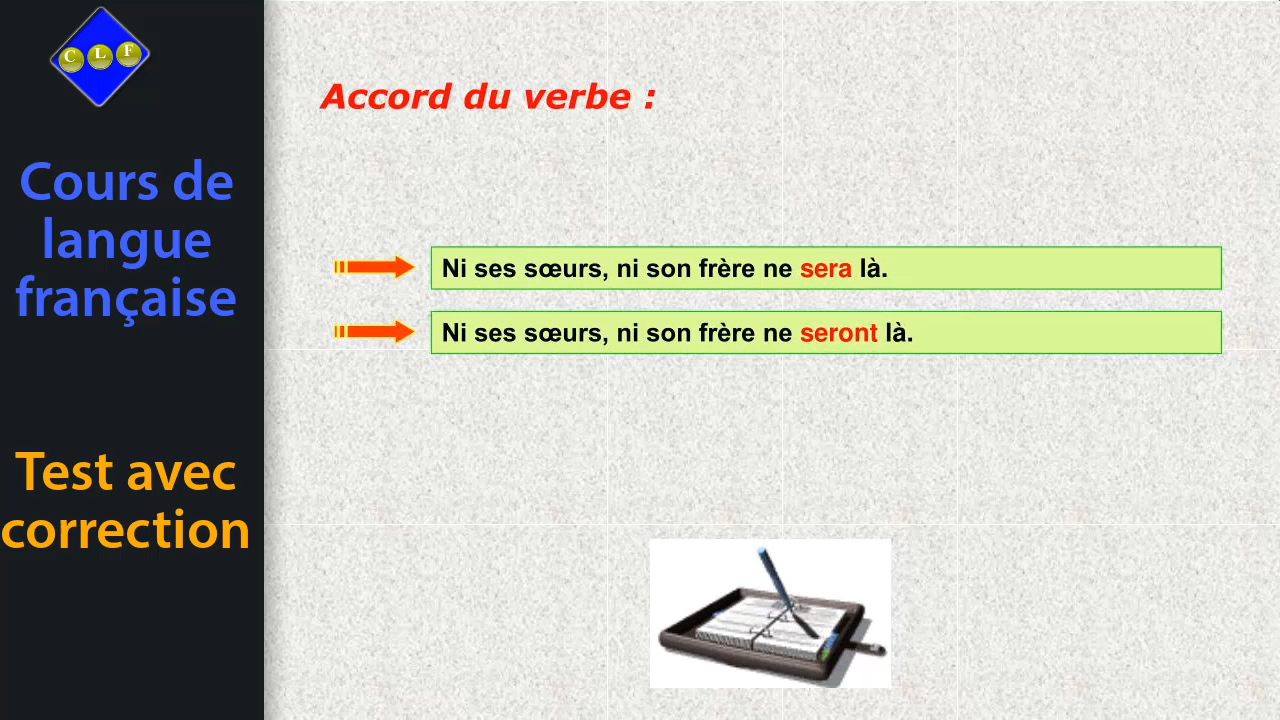 C L F
Cours de
langue
française
Test avec
correction
Accord du verbe :
Ni ses sœurs, ni son frère ne sera là.
Ni ses sœurs, ni son frère ne seront là.